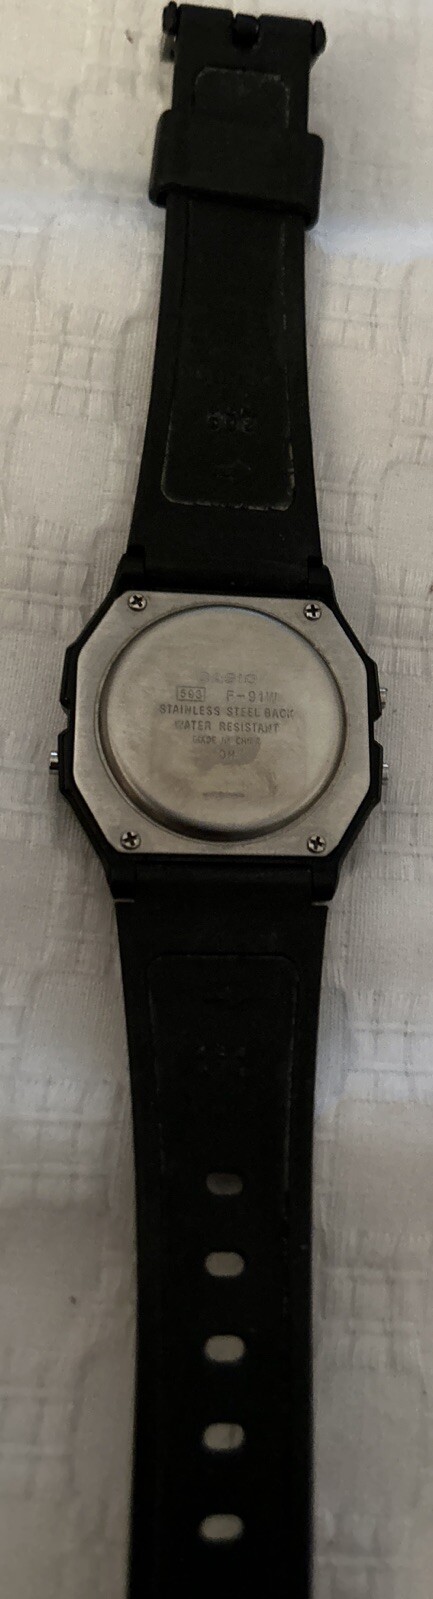 CASIO
593 F-91W
STAINLESS STEEL BACK
WATER RESISTANT
MADE IN CHINA